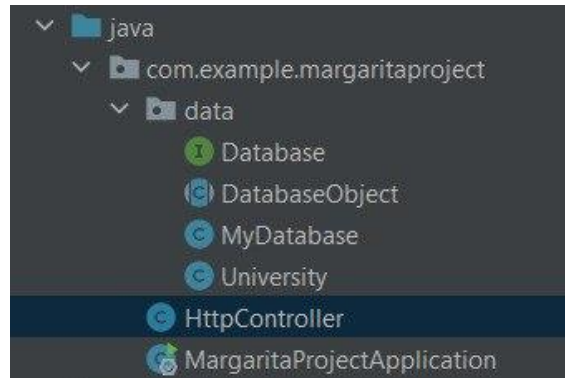 java
com.example.margaritaproject
data
I Database
C DatabaseObject
C MyDatabase
C University
C HttpController
C MargaritaProjectApplication